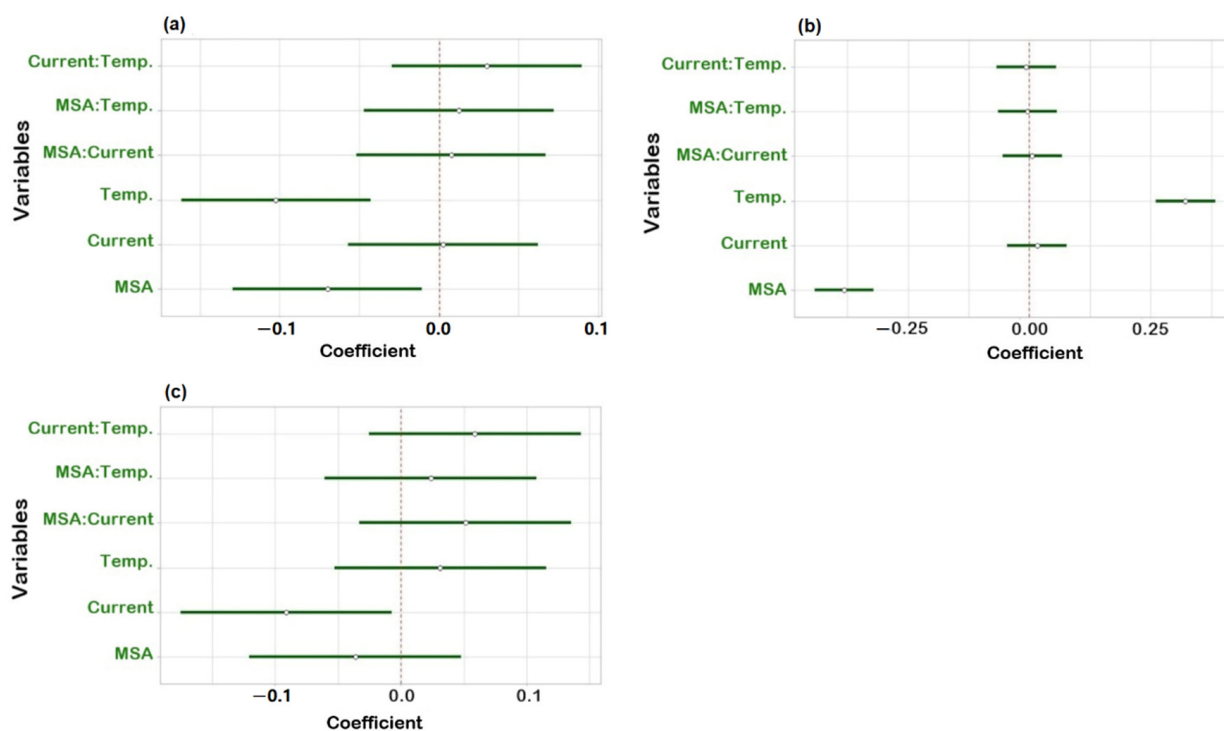 (a)
Variables
Current:Temp.
MSA:Temp.
MSA:Current
Temp.
Current
MSA
−0.1 0.0 0.1
Coefficient
(b)
Variables
Current:Temp.
MSA:Temp.
MSA:Current
Temp.
Current
MSA
−0.25 0.00 0.25
Coefficient
(c)
Variables
Current:Temp.
MSA:Temp.
MSA:Current
Temp.
Current
MSA
−0.1 0.0 0.1
Coefficient